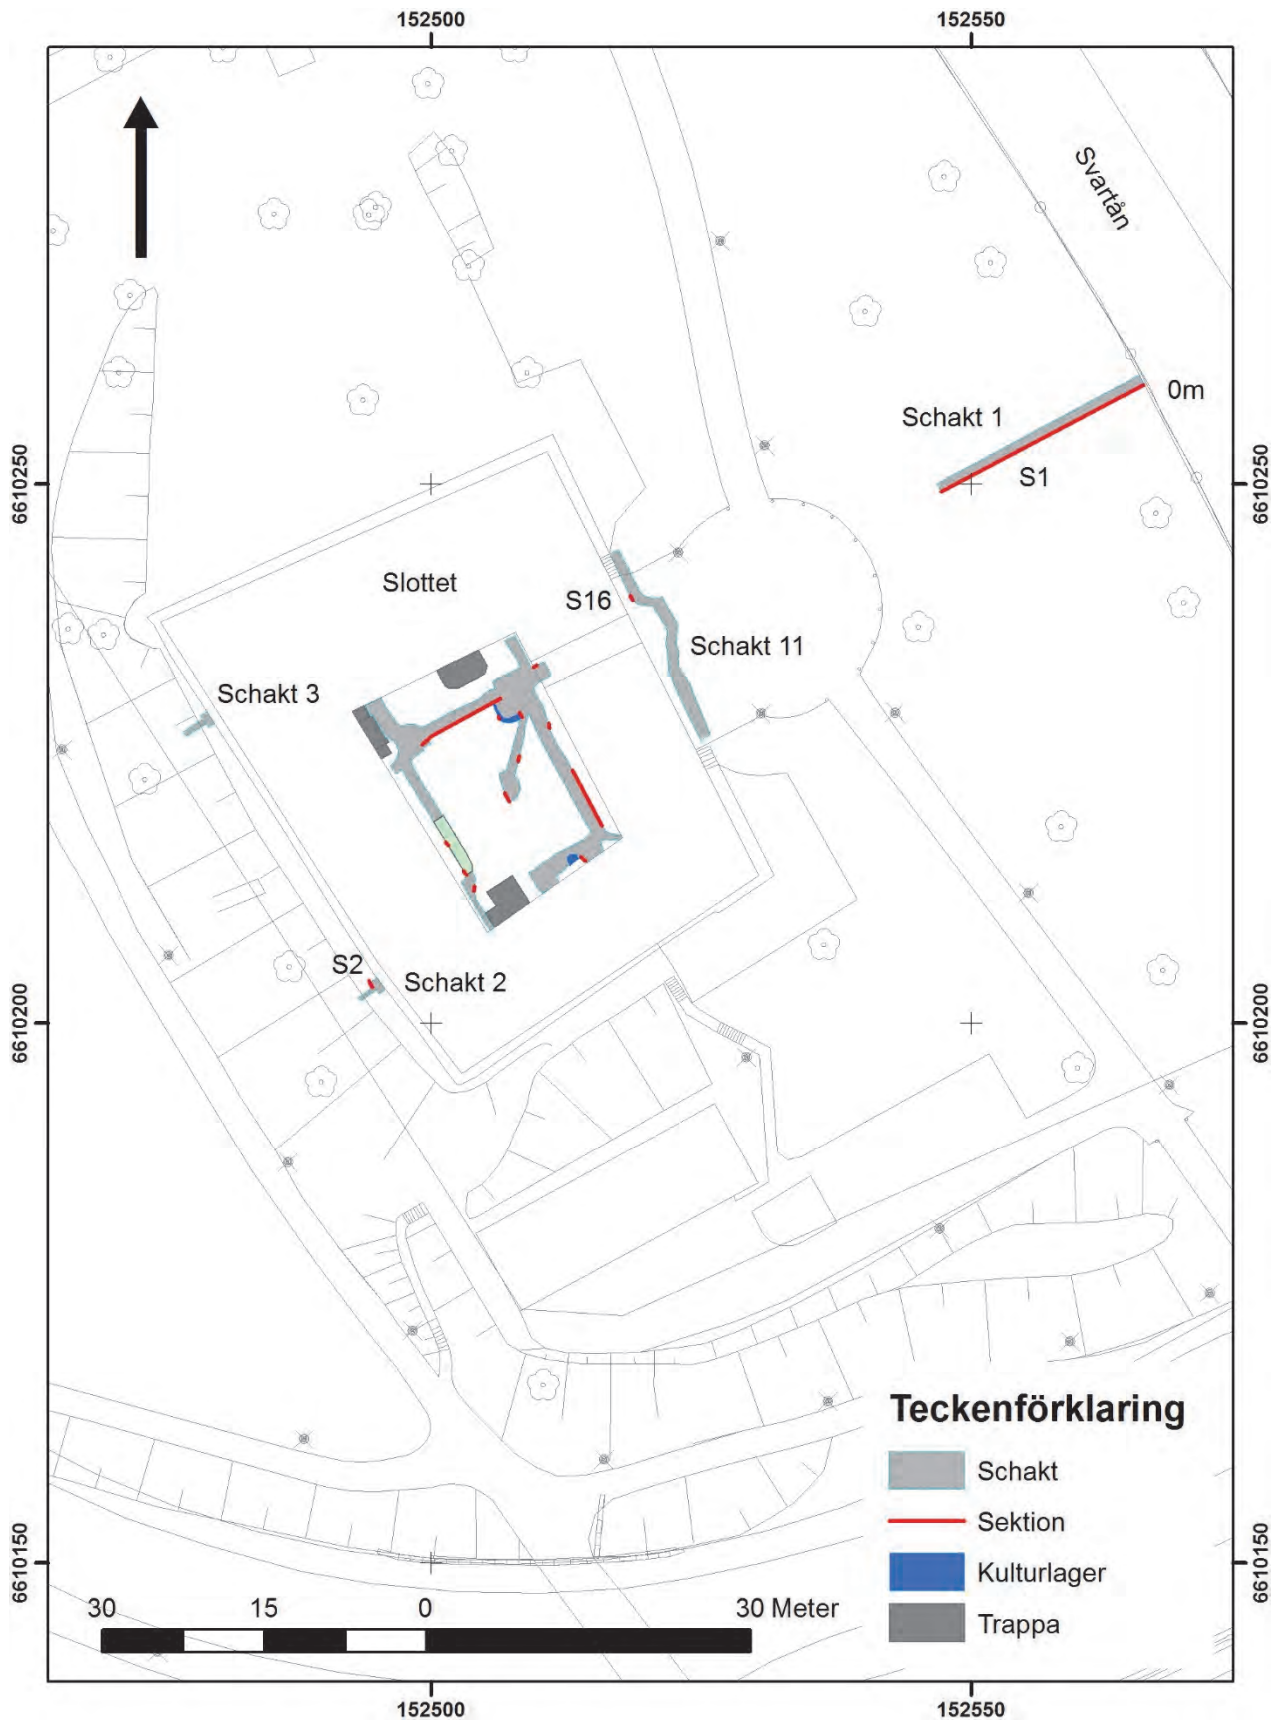 152500
152550
Svartån
0m
Schakt 1
S1
6610250
6610250
Slottet
S16
Schakt 11
Schakt 3
S2
Schakt 2
6610200
6610200
Teckenförklaring
Schakt
Sektion
Kulturlager
Trappa
6610150
6610150
30 15 0 30 Meter
152500
152550